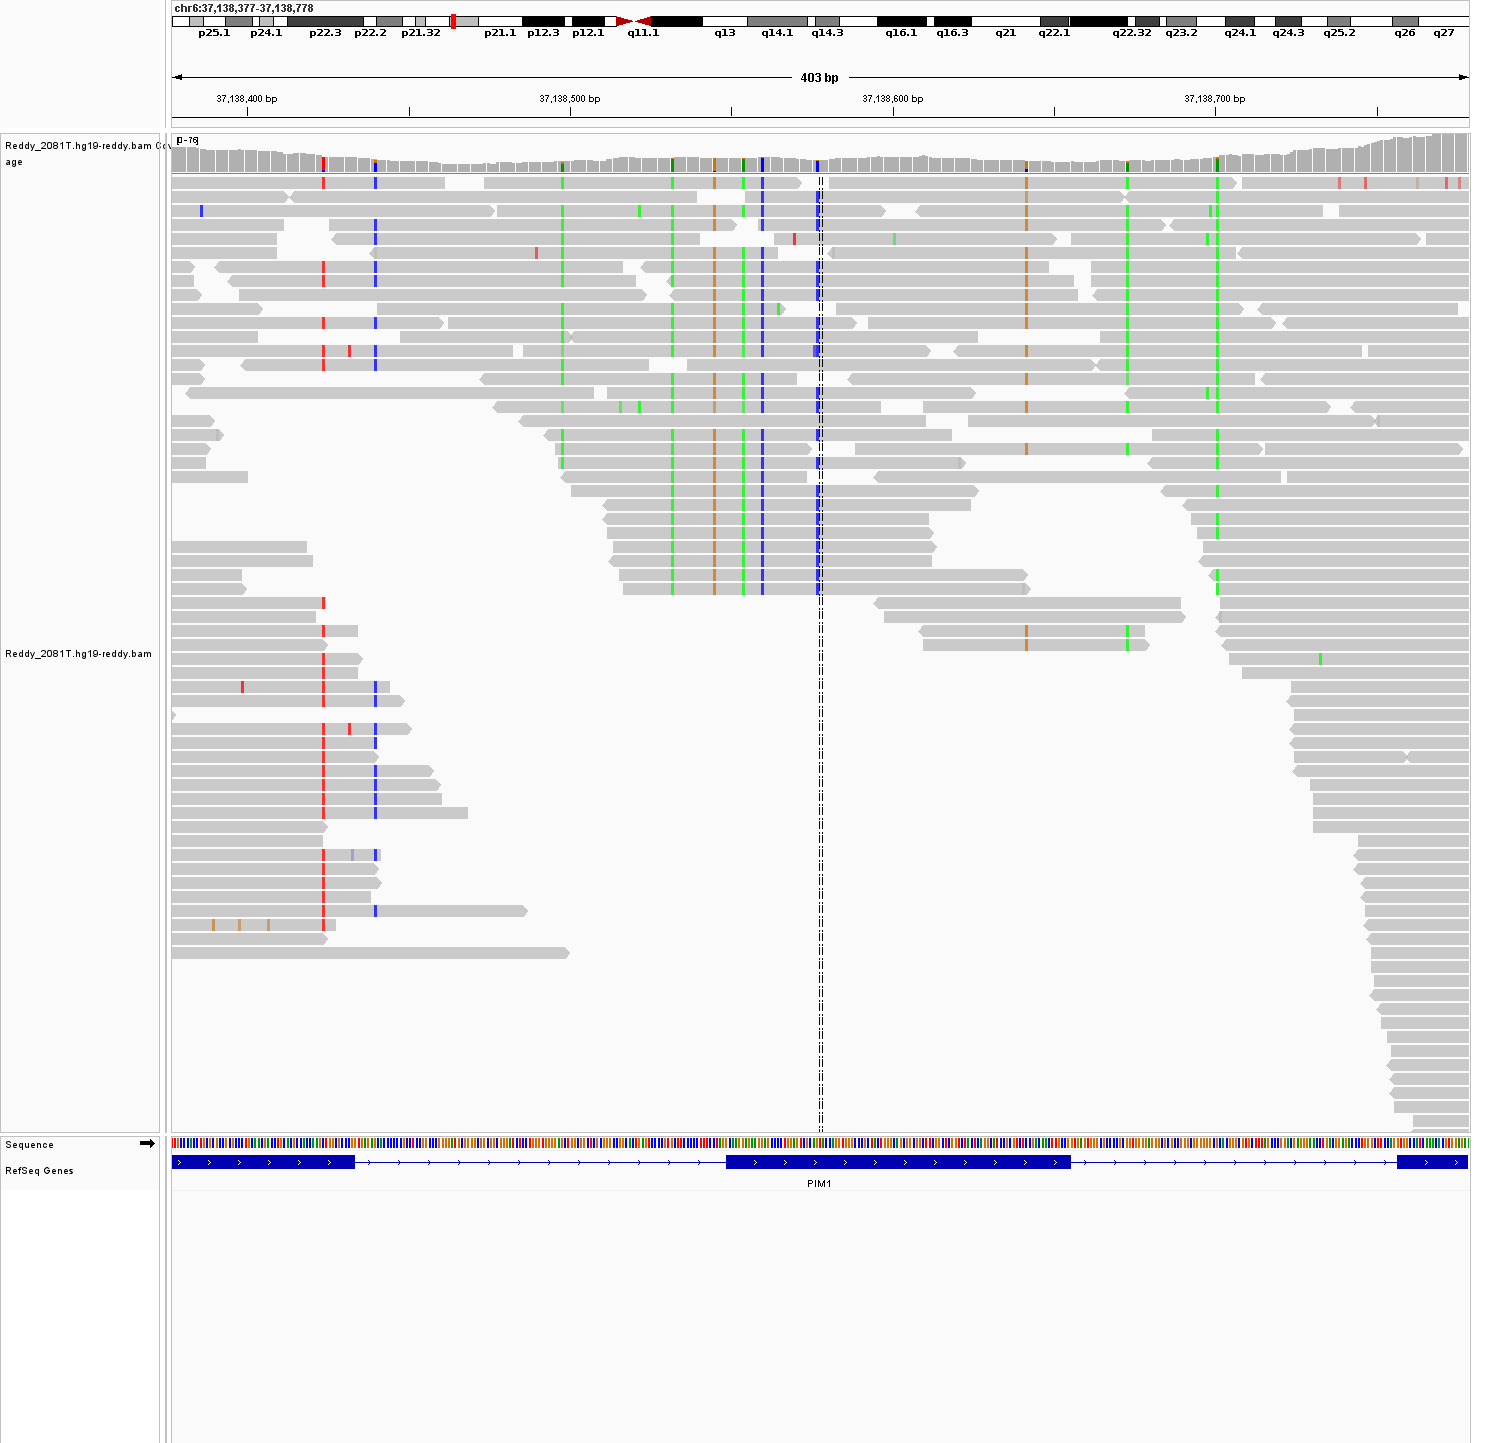 chr6:37,138,377-37,138,778
p25.1 p24.1 p22.3 p22.2 p21.32 p21.1 p12.3 p12.1 q11.1 q13 q14.1 q14.3 q16.1 q16.3 q21 q22.1 q22.32 q23.2 q24.1 q24.3 q25.2 q26 q27
403 bp
37,138,400 bp 37,138,500 bp 37,138,600 bp 37,138,700 bp
[0-76]
Reddy_2081T.hg19-reddy.bam
age
Reddy_2081T.hg19-reddy.bam
Sequence
RefSeq Genes
PIM1